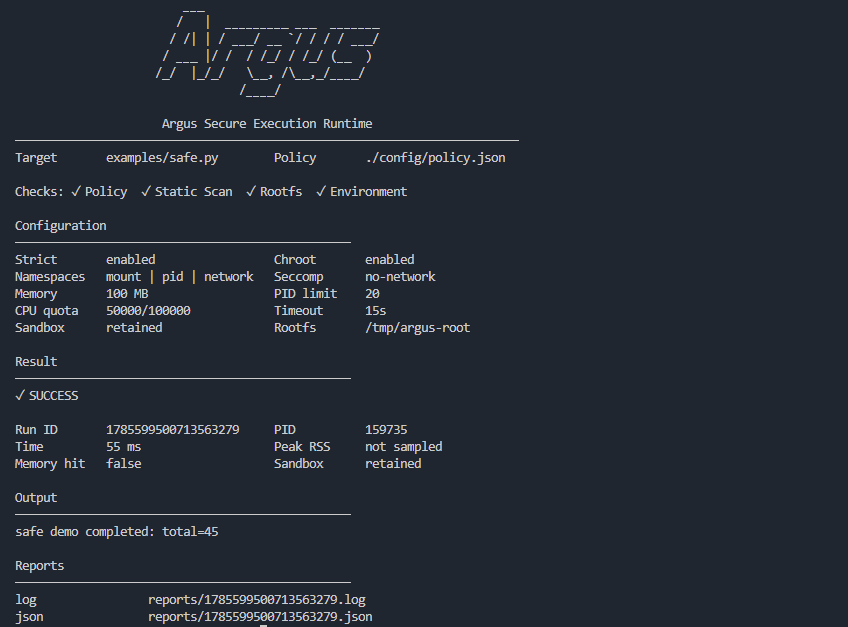 Argus
Argus Secure Execution Runtime
Target examples/safe.py Policy ./config/policy.json
Checks: ✓ Policy ✓ Static Scan ✓ Rootfs ✓ Environment
Configuration
Strict enabled Chroot enabled
Namespaces mount | pid | network Seccomp no-network
Memory 100 MB PID limit 20
CPU quota 50000/100000 Timeout 15s
Sandbox retained Rootfs /tmp/argus-root
Result
✓ SUCCESS
Run ID 1785599500713563279 PID 159735
Time 55 ms Peak RSS not sampled
Memory hit false Sandbox retained
Output
safe demo completed: total=45
Reports
log reports/1785599500713563279.log
json reports/1785599500713563279.json